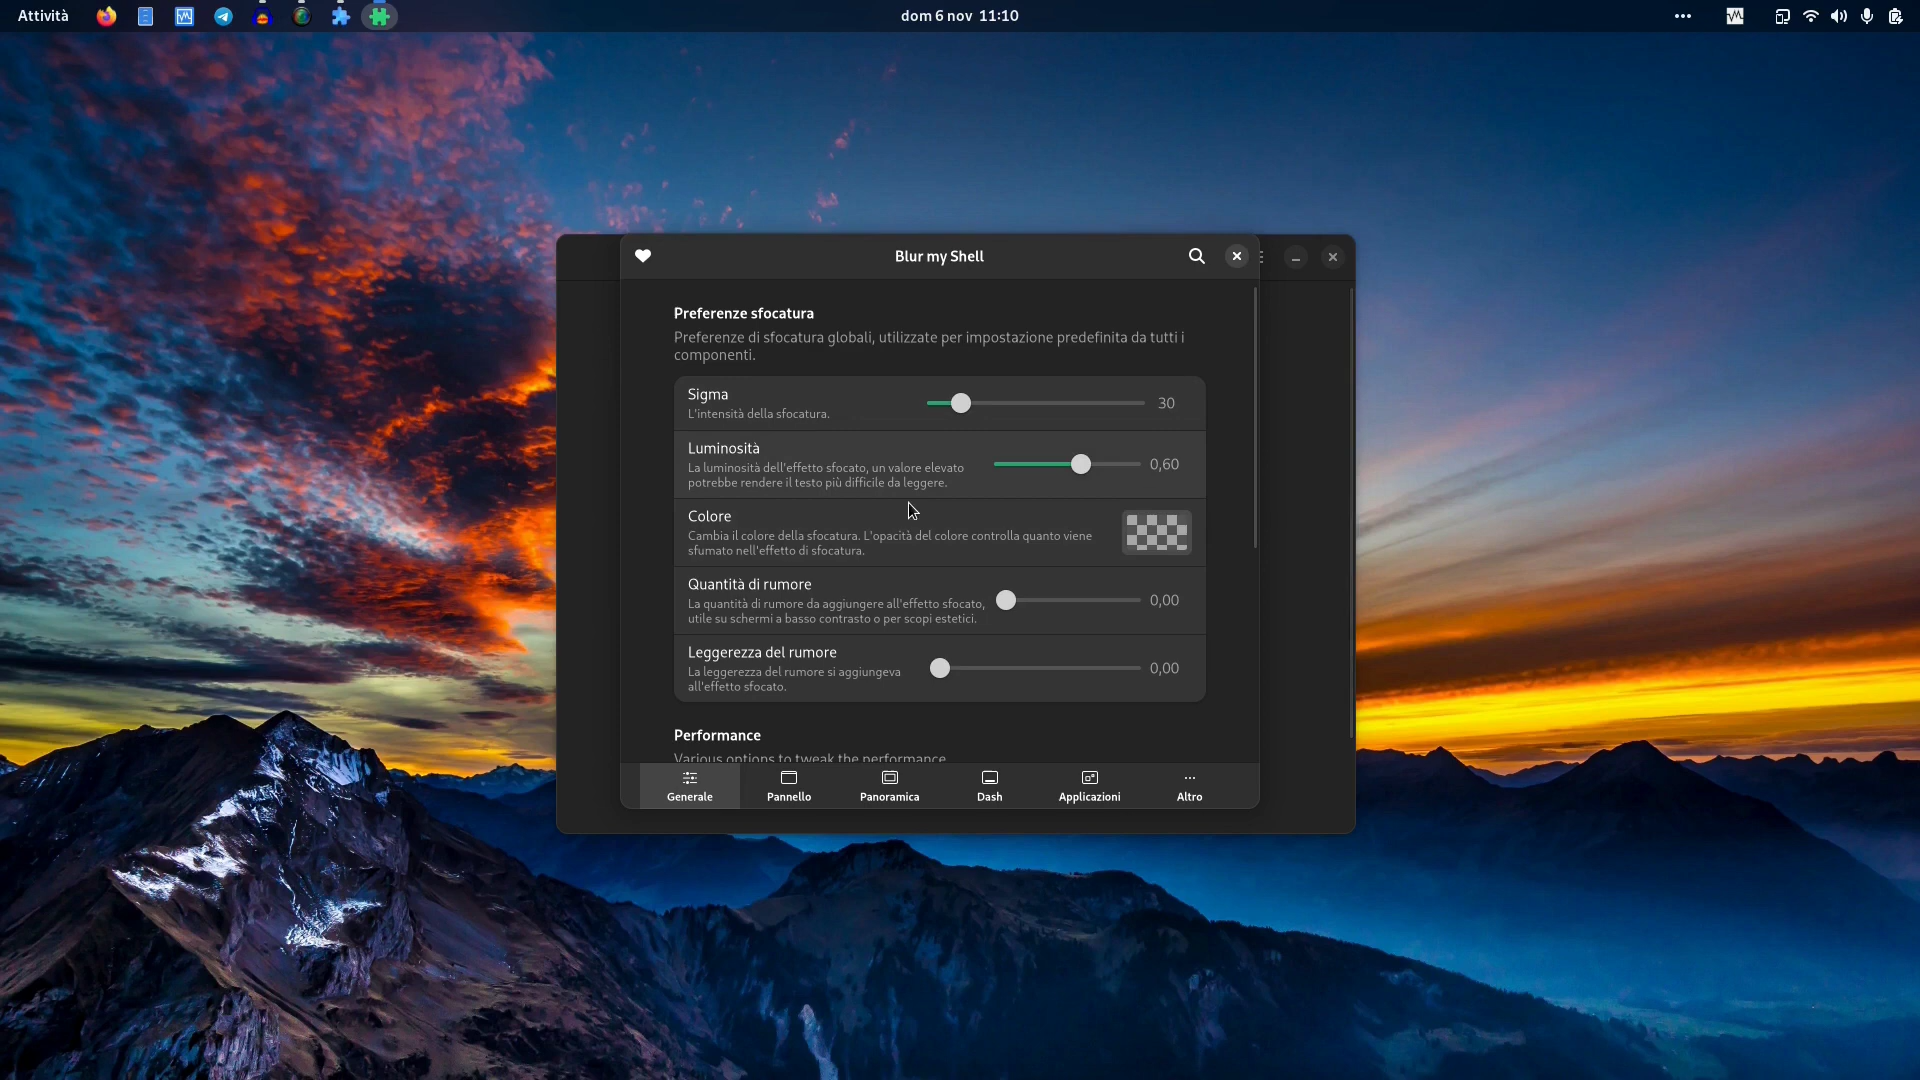 Attività
dom 6 nov 11:10
Blur my Shell
Preferenze sfocatura
Preferenze di sfocatura globali, utilizzate per impostazione predefinita da tutti i
componenti.
Sigma
L'intensità della sfocatura.
30
Luminosità
La luminosità dell'effetto sfocato, un valore elevato
potrebbe rendere il testo più difficile da leggere.
0,60
Colore
Cambia il colore della sfocatura. L'opacità del colore controlla quanto viene
sfumato nell'effetto di sfocatura.
Quantità di rumore
La quantità di rumore da aggiungere all'effetto sfocato,
utile su schermi a basso contrasto o per scopi estetici.
0,00
Leggerezza del rumore
La leggerezza del rumore si aggiungeva
all'effetto sfocato.
0,00
Performance
Various options to tweak the performance
Generale
Pannello
Panoramica
Dash
Applicazioni
Altro